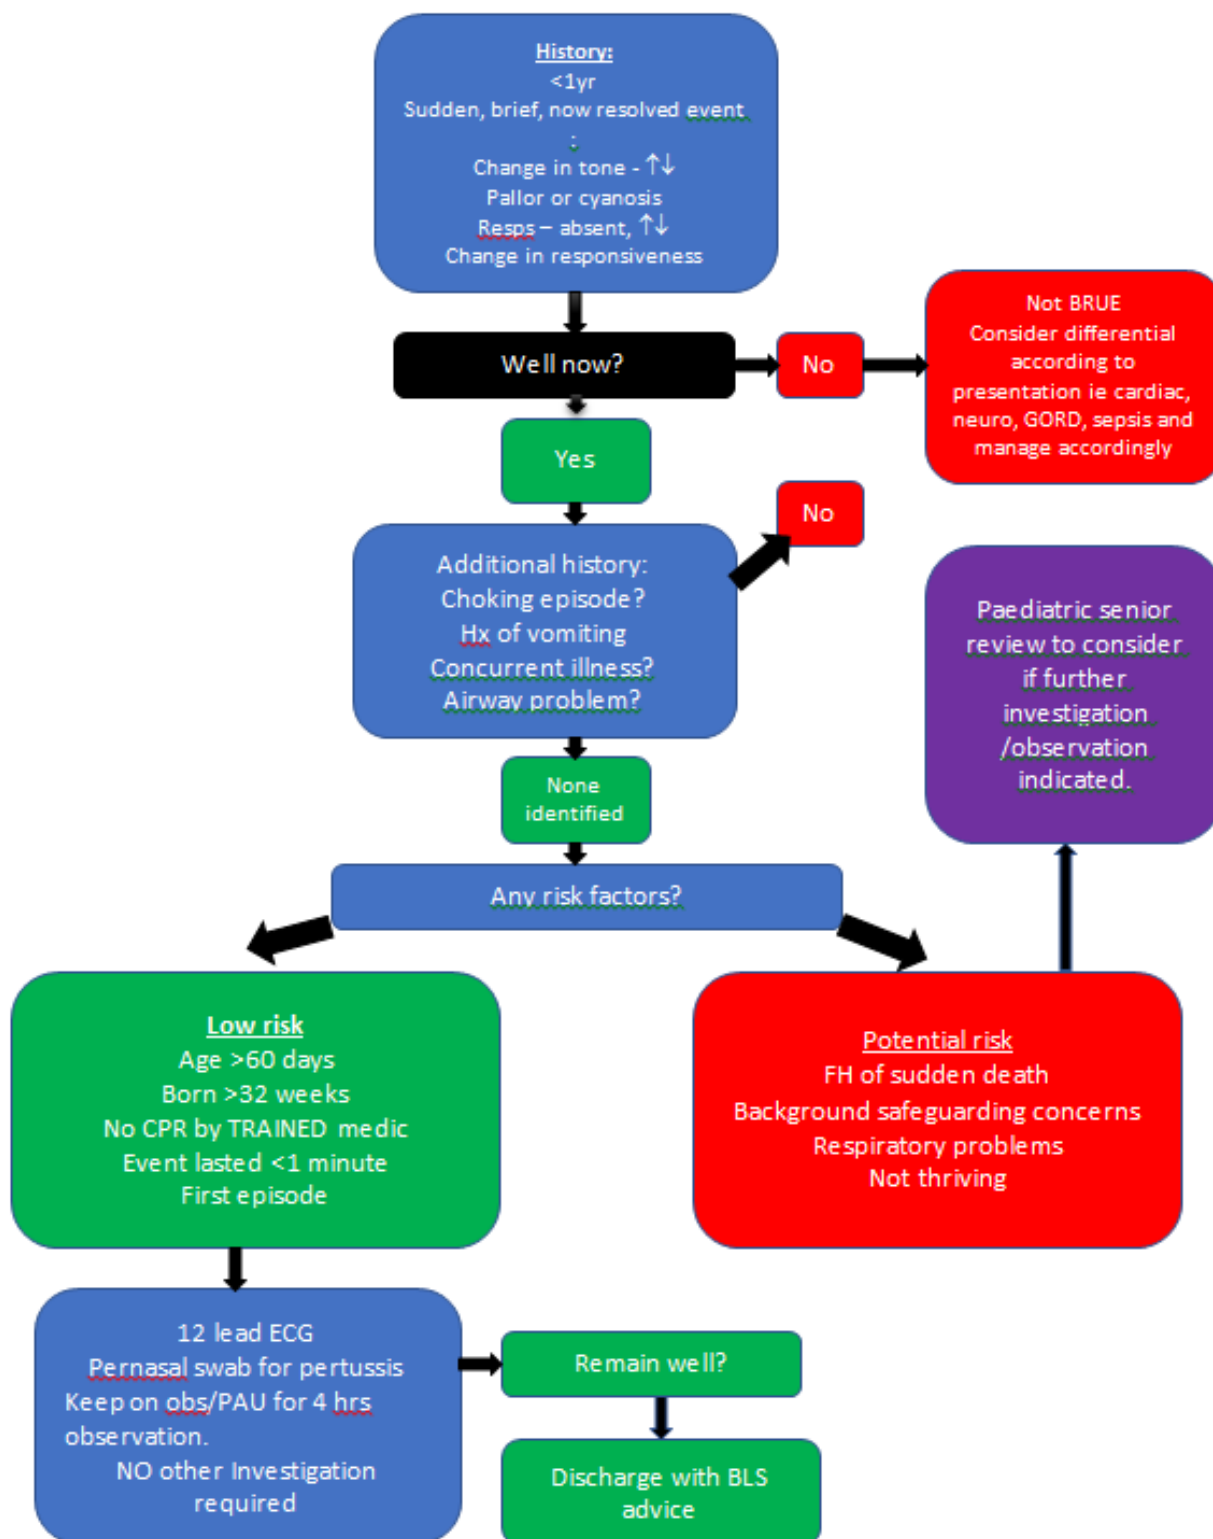 History:
<1yr
Sudden, brief, now resolved event
:
Change in tone - ↑↓
Pallor or cyanosis
Resps – absent, ↑↓
Change in responsiveness
Well now?
No
Not BRUE
Consider differential
according to
presentation ie cardiac,
neuro, GORD, sepsis and
manage accordingly
Yes
No
Additional history:
Choking episode?
Hx of vomiting
Concurrent illness?
Airway problem?
Paediatric senior
review to consider
if further
investigation
/observation
indicated.
None
identified
Any risk factors?
Low risk
Age >60 days
Born >32 weeks
No CPR by TRAINED medic
Event lasted <1 minute
First episode
Potential risk
FH of sudden death
Background safeguarding concerns
Respiratory problems
Not thriving
12 lead ECG
Pernasal swab for pertussis
Keep on obs/PAU for 4 hrs
observation.
NO other Investigation
required
Remain well?
Discharge with BLS
advice